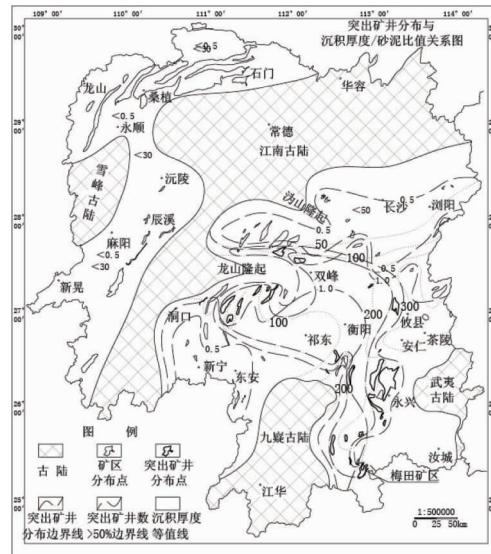 109° 00′
110° 00′
111° 00′
112° 00′
113° 00′
114° 00′
突出矿井分布与
沉积厚度/砂泥比值关系图
30°
00′
29°
00′
28°
00′
27°
00′
26°
00′
25°
00′
<0.5
<30
石门
龙山
桑植
<0.5
永顺
<30
华容
常德
江南古陆
雪峰古陆
沅陵
辰溪
麻阳
<0.5
<30
新晃
沩山隆起
<50
长沙
0.5
浏阳
0.5
50
100
0.5
1.0
龙山隆起
双峰
1.0
300
200
100
洞口
衡阳
攸县
祁东
安仁
茶陵
0.5
新宁
东安
200
永兴
武夷
古陆
九嶷古陆
汝城
梅田矿区
江华
图 例
古 陆
矿区
分布点
突出矿井
分布点
突出矿井
分布边界线
突出矿井数
>50%边界线
沉积厚度
等值线
1:500000
0 25 50km